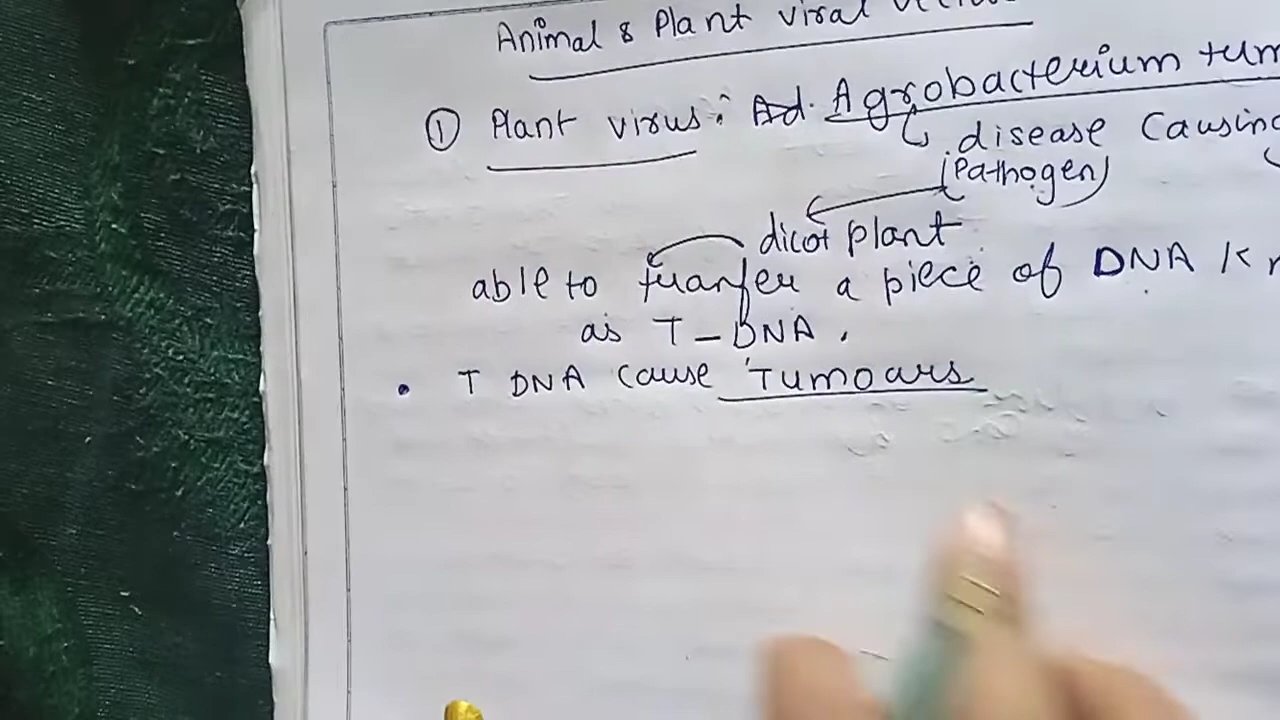 Animal & Plant viral
① Plant virus: Ad. Agrobacterium tum
disease Causing
(Pathogen)
dicot plant
able to tranfer a piece of DNA Kn
as T-DNA.
• T DNA Cause Tumours